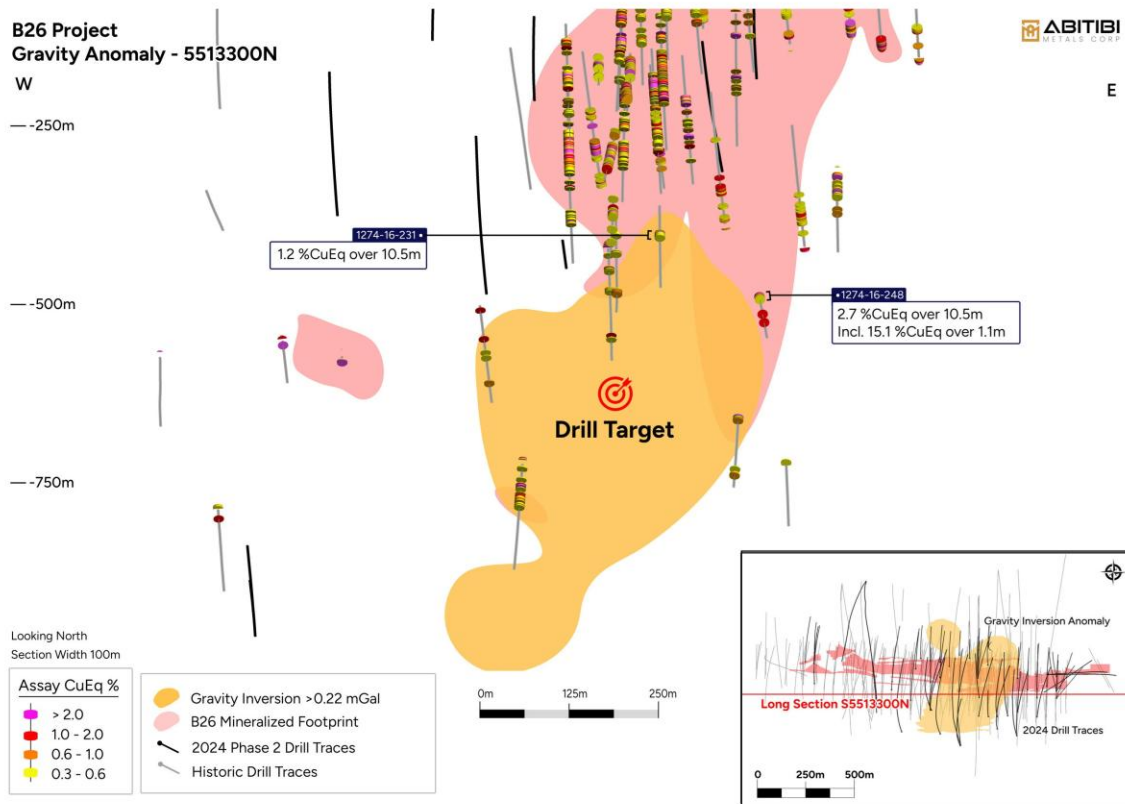 B26 Project
Gravity Anomaly - 5513300N
ABITIBI
METALS CORP
W
E
-250m
1274-16-231
1.2 %CuEq over 10.5m
-500m
1274-16-248
2.7 %CuEq over 10.5m
Incl. 15.1 %CuEq over 1.1m
Drill Target
-750m
Looking North
Section Width 100m
Assay CuEq %
> 2.0
1.0 - 2.0
0.6 - 1.0
0.3 - 0.6
Gravity Inversion >0.22 mGal
B26 Mineralized Footprint
2024 Phase 2 Drill Traces
Historic Drill Traces
0m 125m 250m
Gravity Inversion Anomaly
Long Section S5513300N
2024 Drill Traces
0 250m 500m